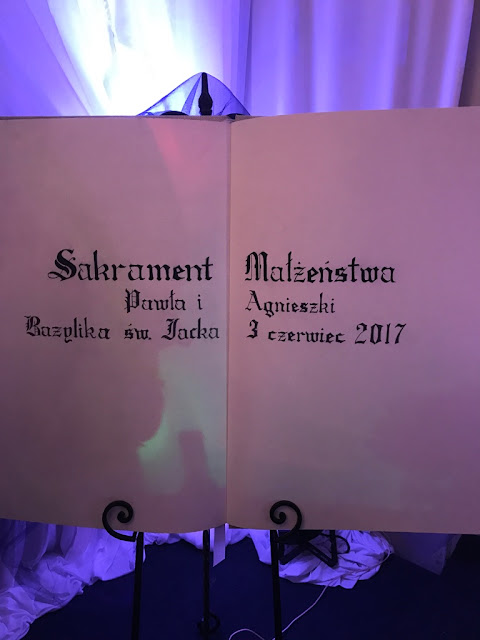 Sakrament Małżeństwa
Pawła i Agnieszki
Bazylika św. Jacka 3 czerwiec 2017